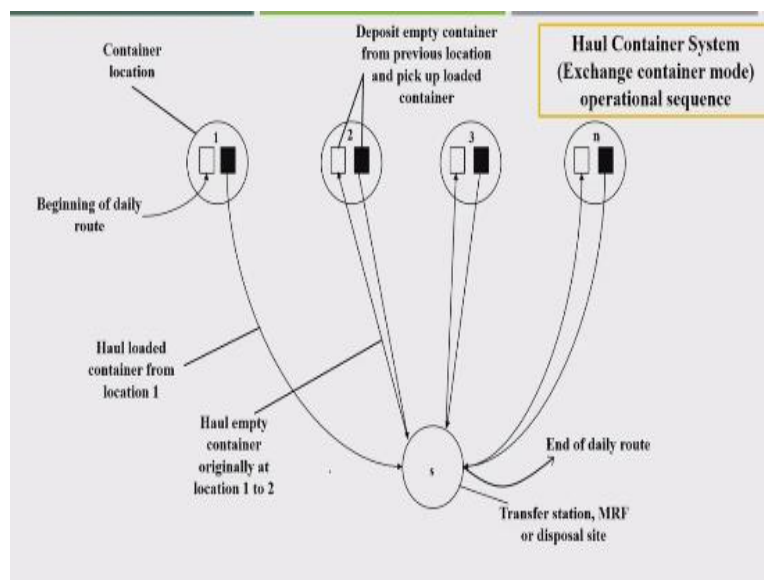 Haul Container System
(Exchange container mode)
operational sequence
Deposit empty container
from previous location
and pick up loaded
container
Container
location
1
2
3
n
Beginning of daily
route
Haul loaded
container from
location 1
Haul empty
container
originally at
location 1 to 2
s
End of daily route
Transfer station, MRF
or disposal site